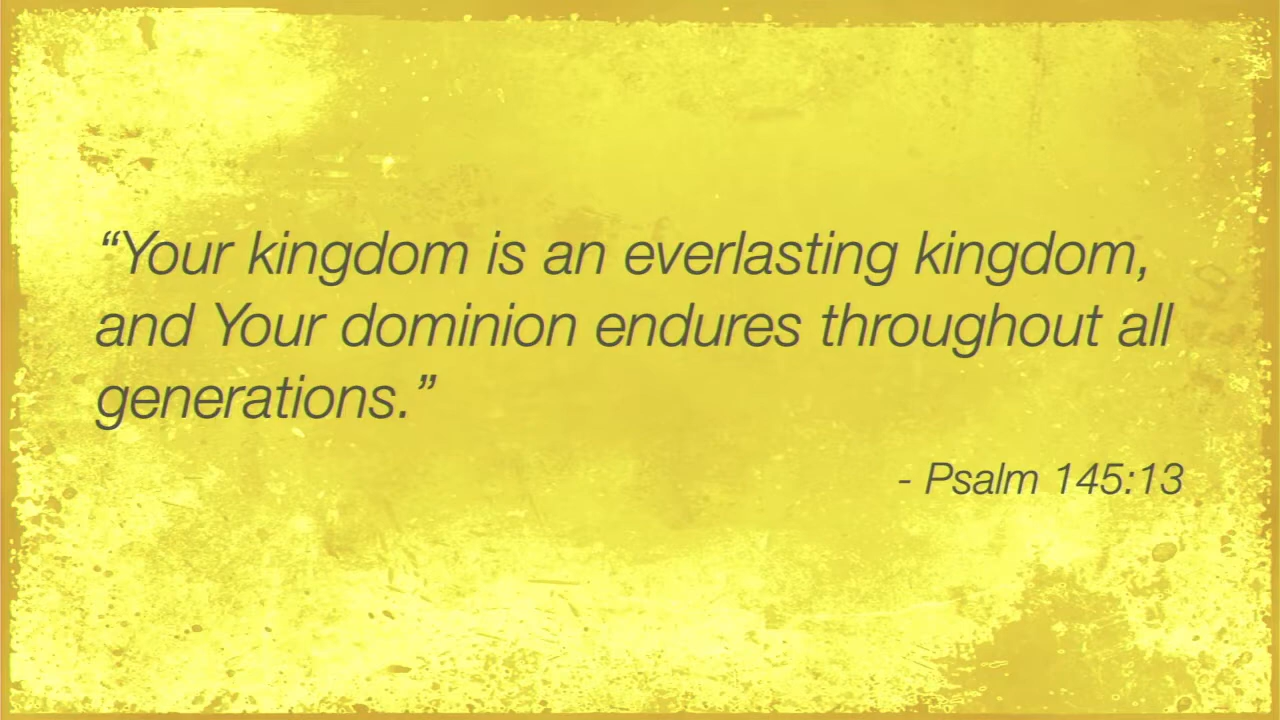 “Your kingdom is an everlasting kingdom,
and Your dominion endures throughout all
generations.”
- Psalm 145:13